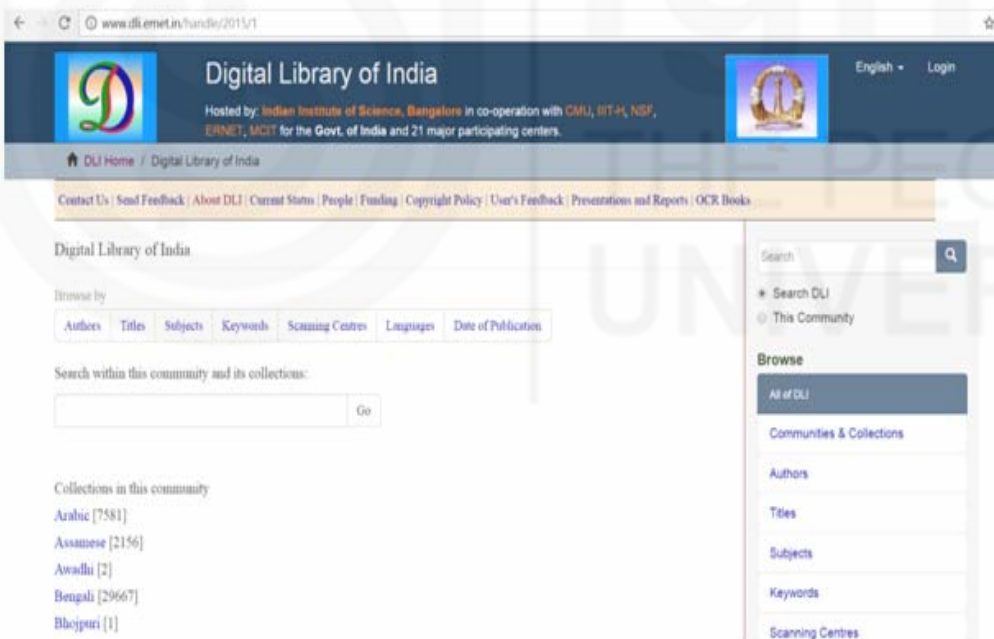 www.dli.ernet.in/handle/2015/1
Digital Library of India
English
Login
Hosted by: Indian Institute of Science, Bangalore in co-operation with CMU, IIIT-H, NSF,
ERNET, MCIT for the Govt. of India and 21 major participating centers.
DLI Home / Digital Library of India
Contact Us | Send Feedback | About DLI | Current Status | People | Funding | Copyright Policy | User's Feedback | Presentations and Reports | OCR Books
Digital Library of India
Browse by
Authors Titles Subjects Keywords Scanning Centres Languages Date of Publication
Search within this community and its collections:
Go
Collections in this community
Arabic [7581]
Assamese [2156]
Awadhi [2]
Bengali [29667]
Bhojpuri [1]
Search
Search DLI
This Community
Browse
All of DLI
Communities & Collections
Authors
Titles
Subjects
Keywords
Scanning Centres
THE PE
UNIVER